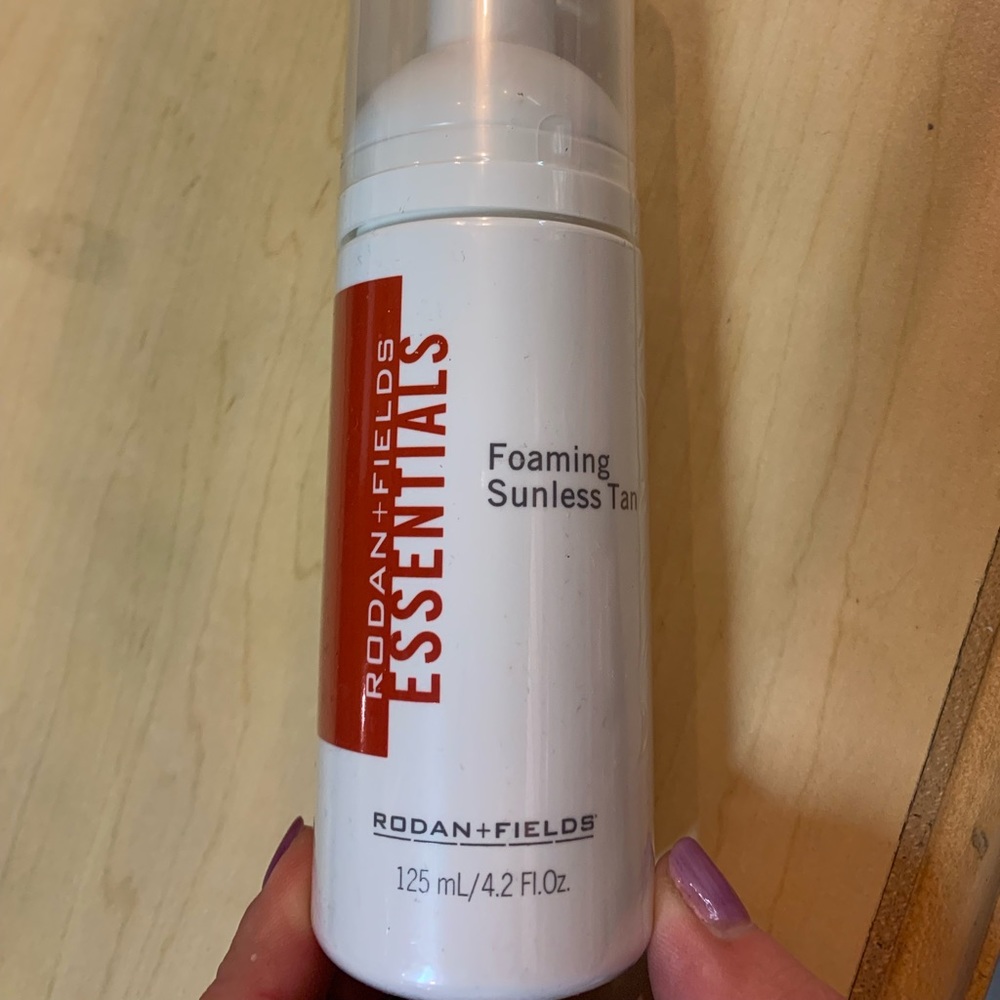 RODAN+FIELDS
ESSENTIALS
Foaming
Sunless Tan
RODAN+FIELDS
125 mL/4.2 Fl.Oz.